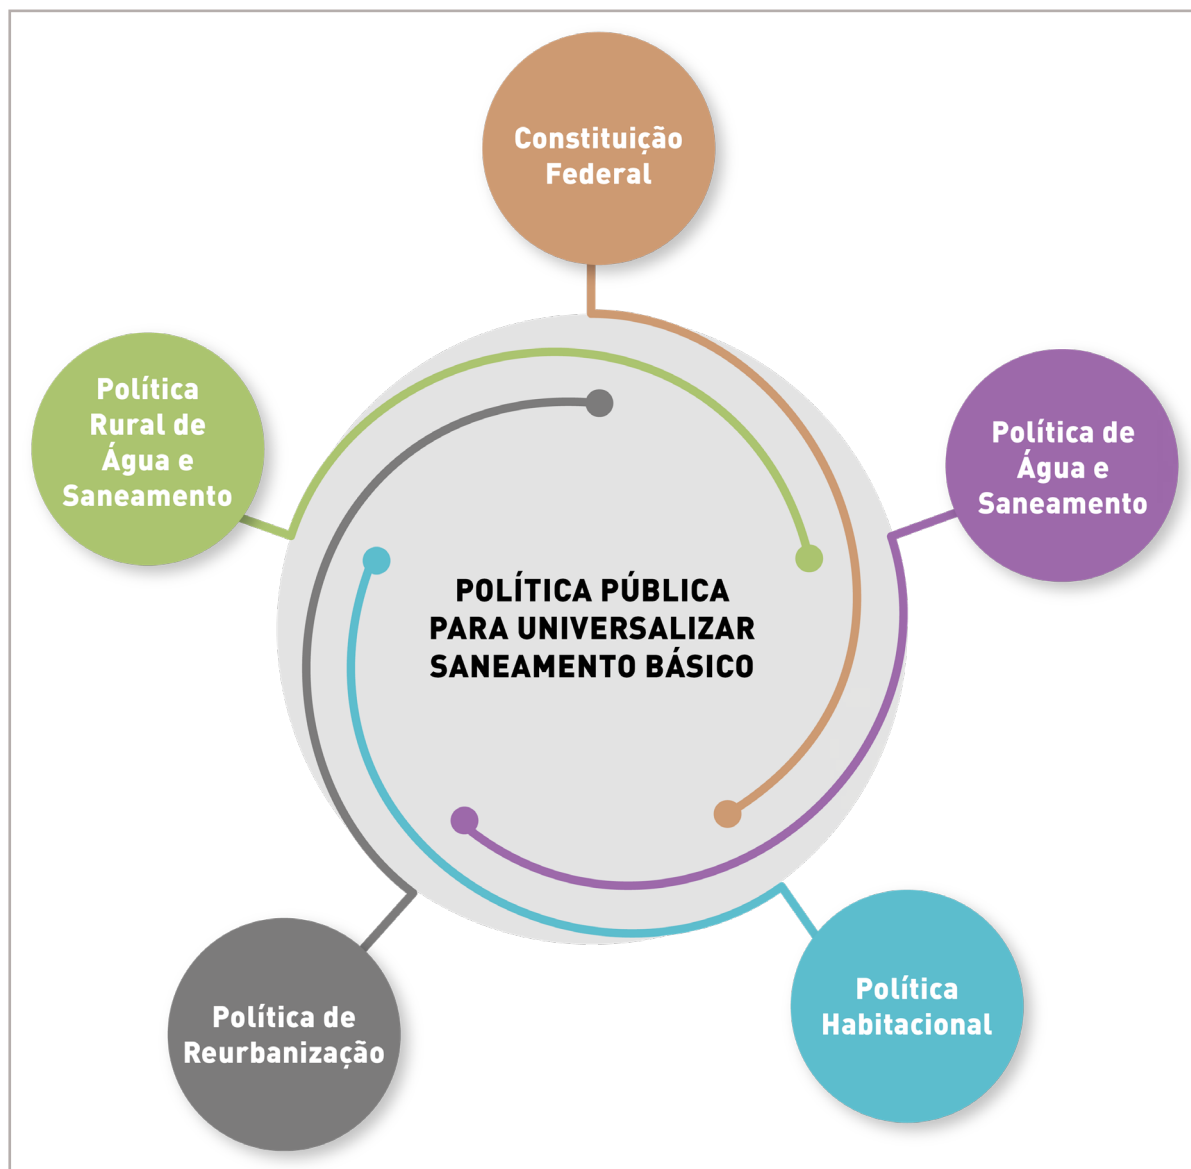 Constituição
Federal
Política
Rural de
Água e
Saneamento
Política de
Água e
Saneamento
POLÍTICA PÚBLICA
PARA UNIVERSALIZAR
SANEAMENTO BÁSICO
Política de
Reurbanização
Política
Habitacional